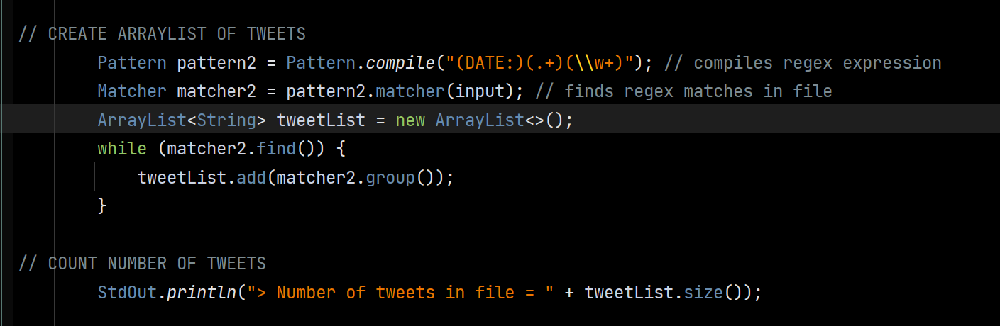 // CREATE ARRAYLIST OF TWEETS
Pattern pattern2 = Pattern.compile("(DATE:)(.+)(\\w+)"); // compiles regex expression
Matcher matcher2 = pattern2.matcher(input); // finds regex matches in file
ArrayList<String> tweetList = new ArrayList<>();
while (matcher2.find()) {
tweetList.add(matcher2.group());
}
// COUNT NUMBER OF TWEETS
StdOut.println("> Number of tweets in file = " + tweetList.size());